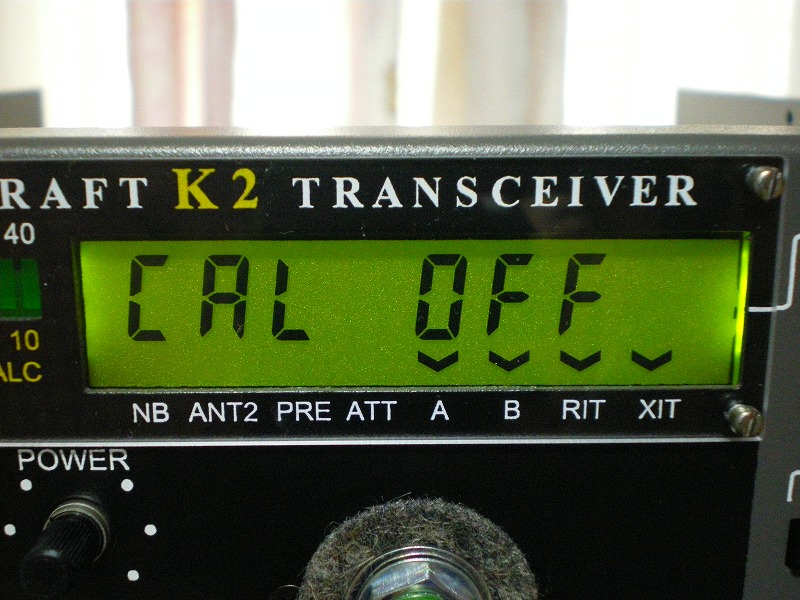 RAFT K2 TRANSCEIVER
40
CAL OFF
10
ALC
NB ANT2 PRE ATT A B RIT XIT
POWER